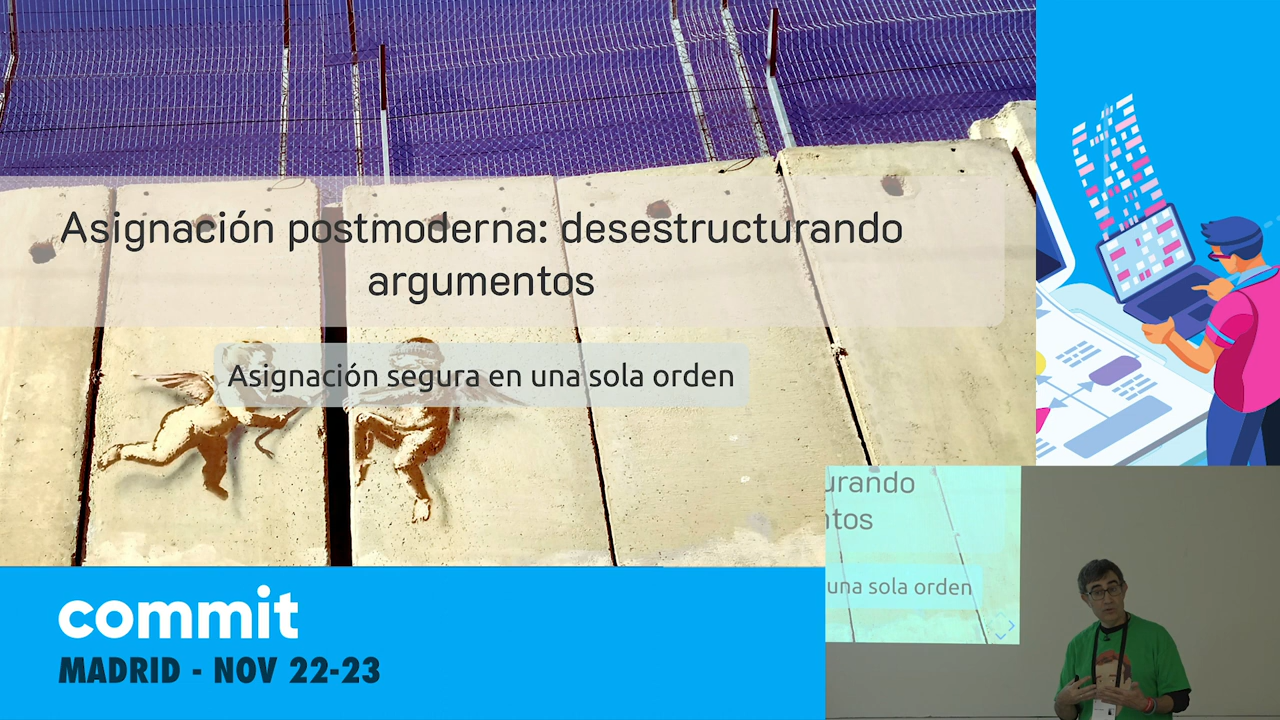 Asignación postmoderna: desestructurando
argumentos
Asignación segura en una sola orden
commit
MADRID - NOV 22-23
urando
ntos
una sola orden